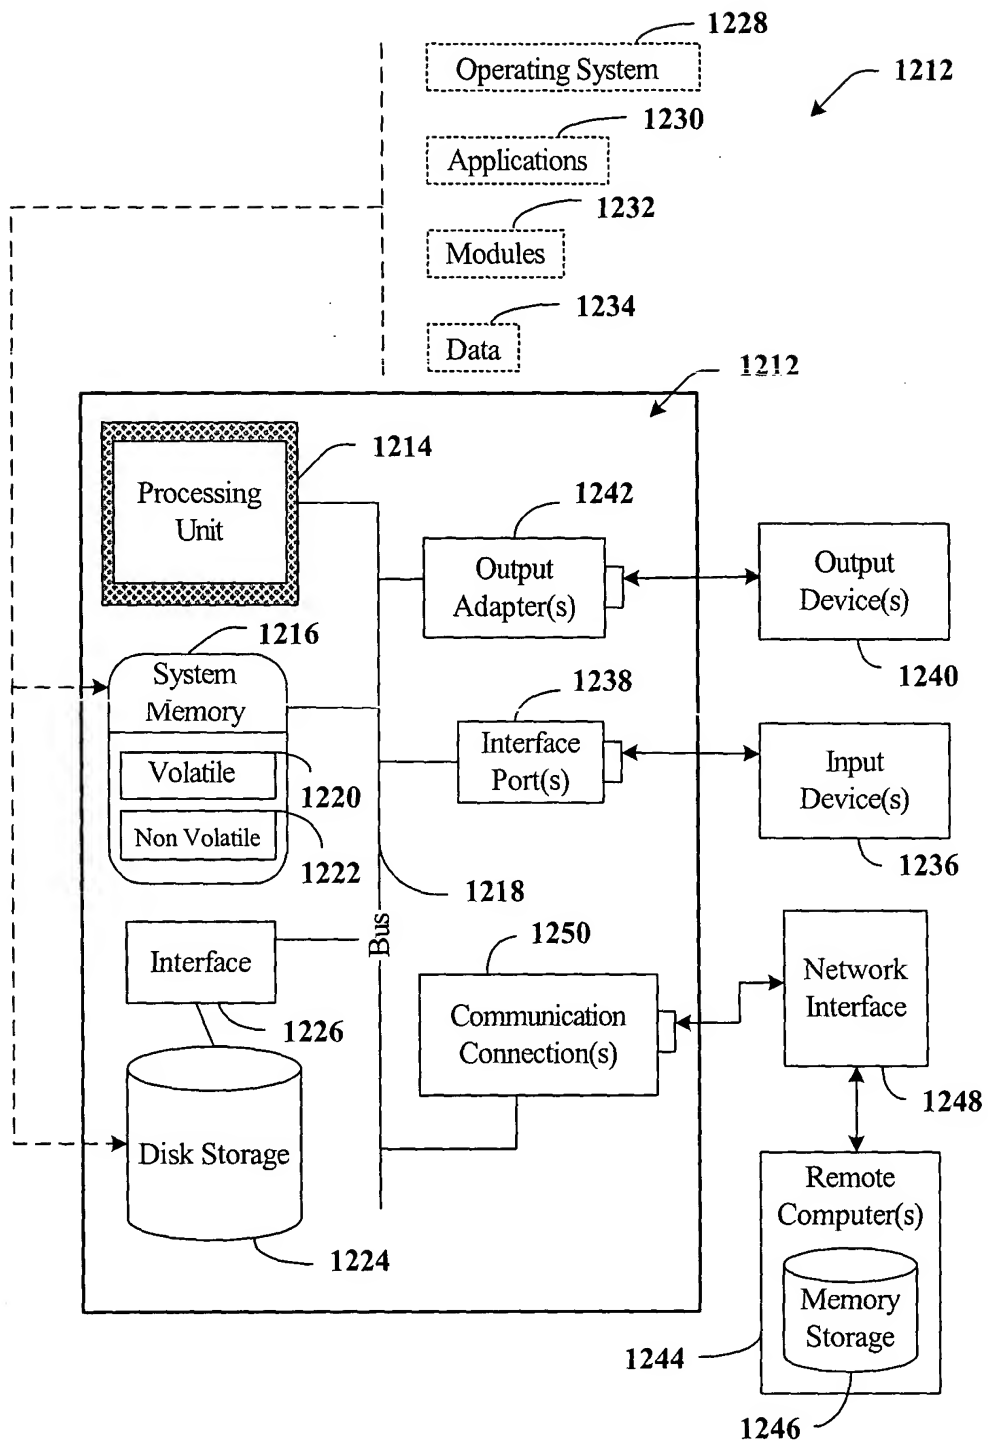 1228
Operating System
1212
1230
Applications
1232
Modules
1234
Data
1212
1214
Processing
Unit
1242
Output
Adapter(s)
Output
Device(s)
1240
1216
System
Memory
Volatile
1220
Non Volatile
1222
1238
Interface
Port(s)
Input
Device(s)
1236
1218
Bus
Interface
1226
1250
Communication
Connection(s)
Network
Interface
1248
Disk Storage
1224
Remote
Computer(s)
Memory
Storage
1244
1246